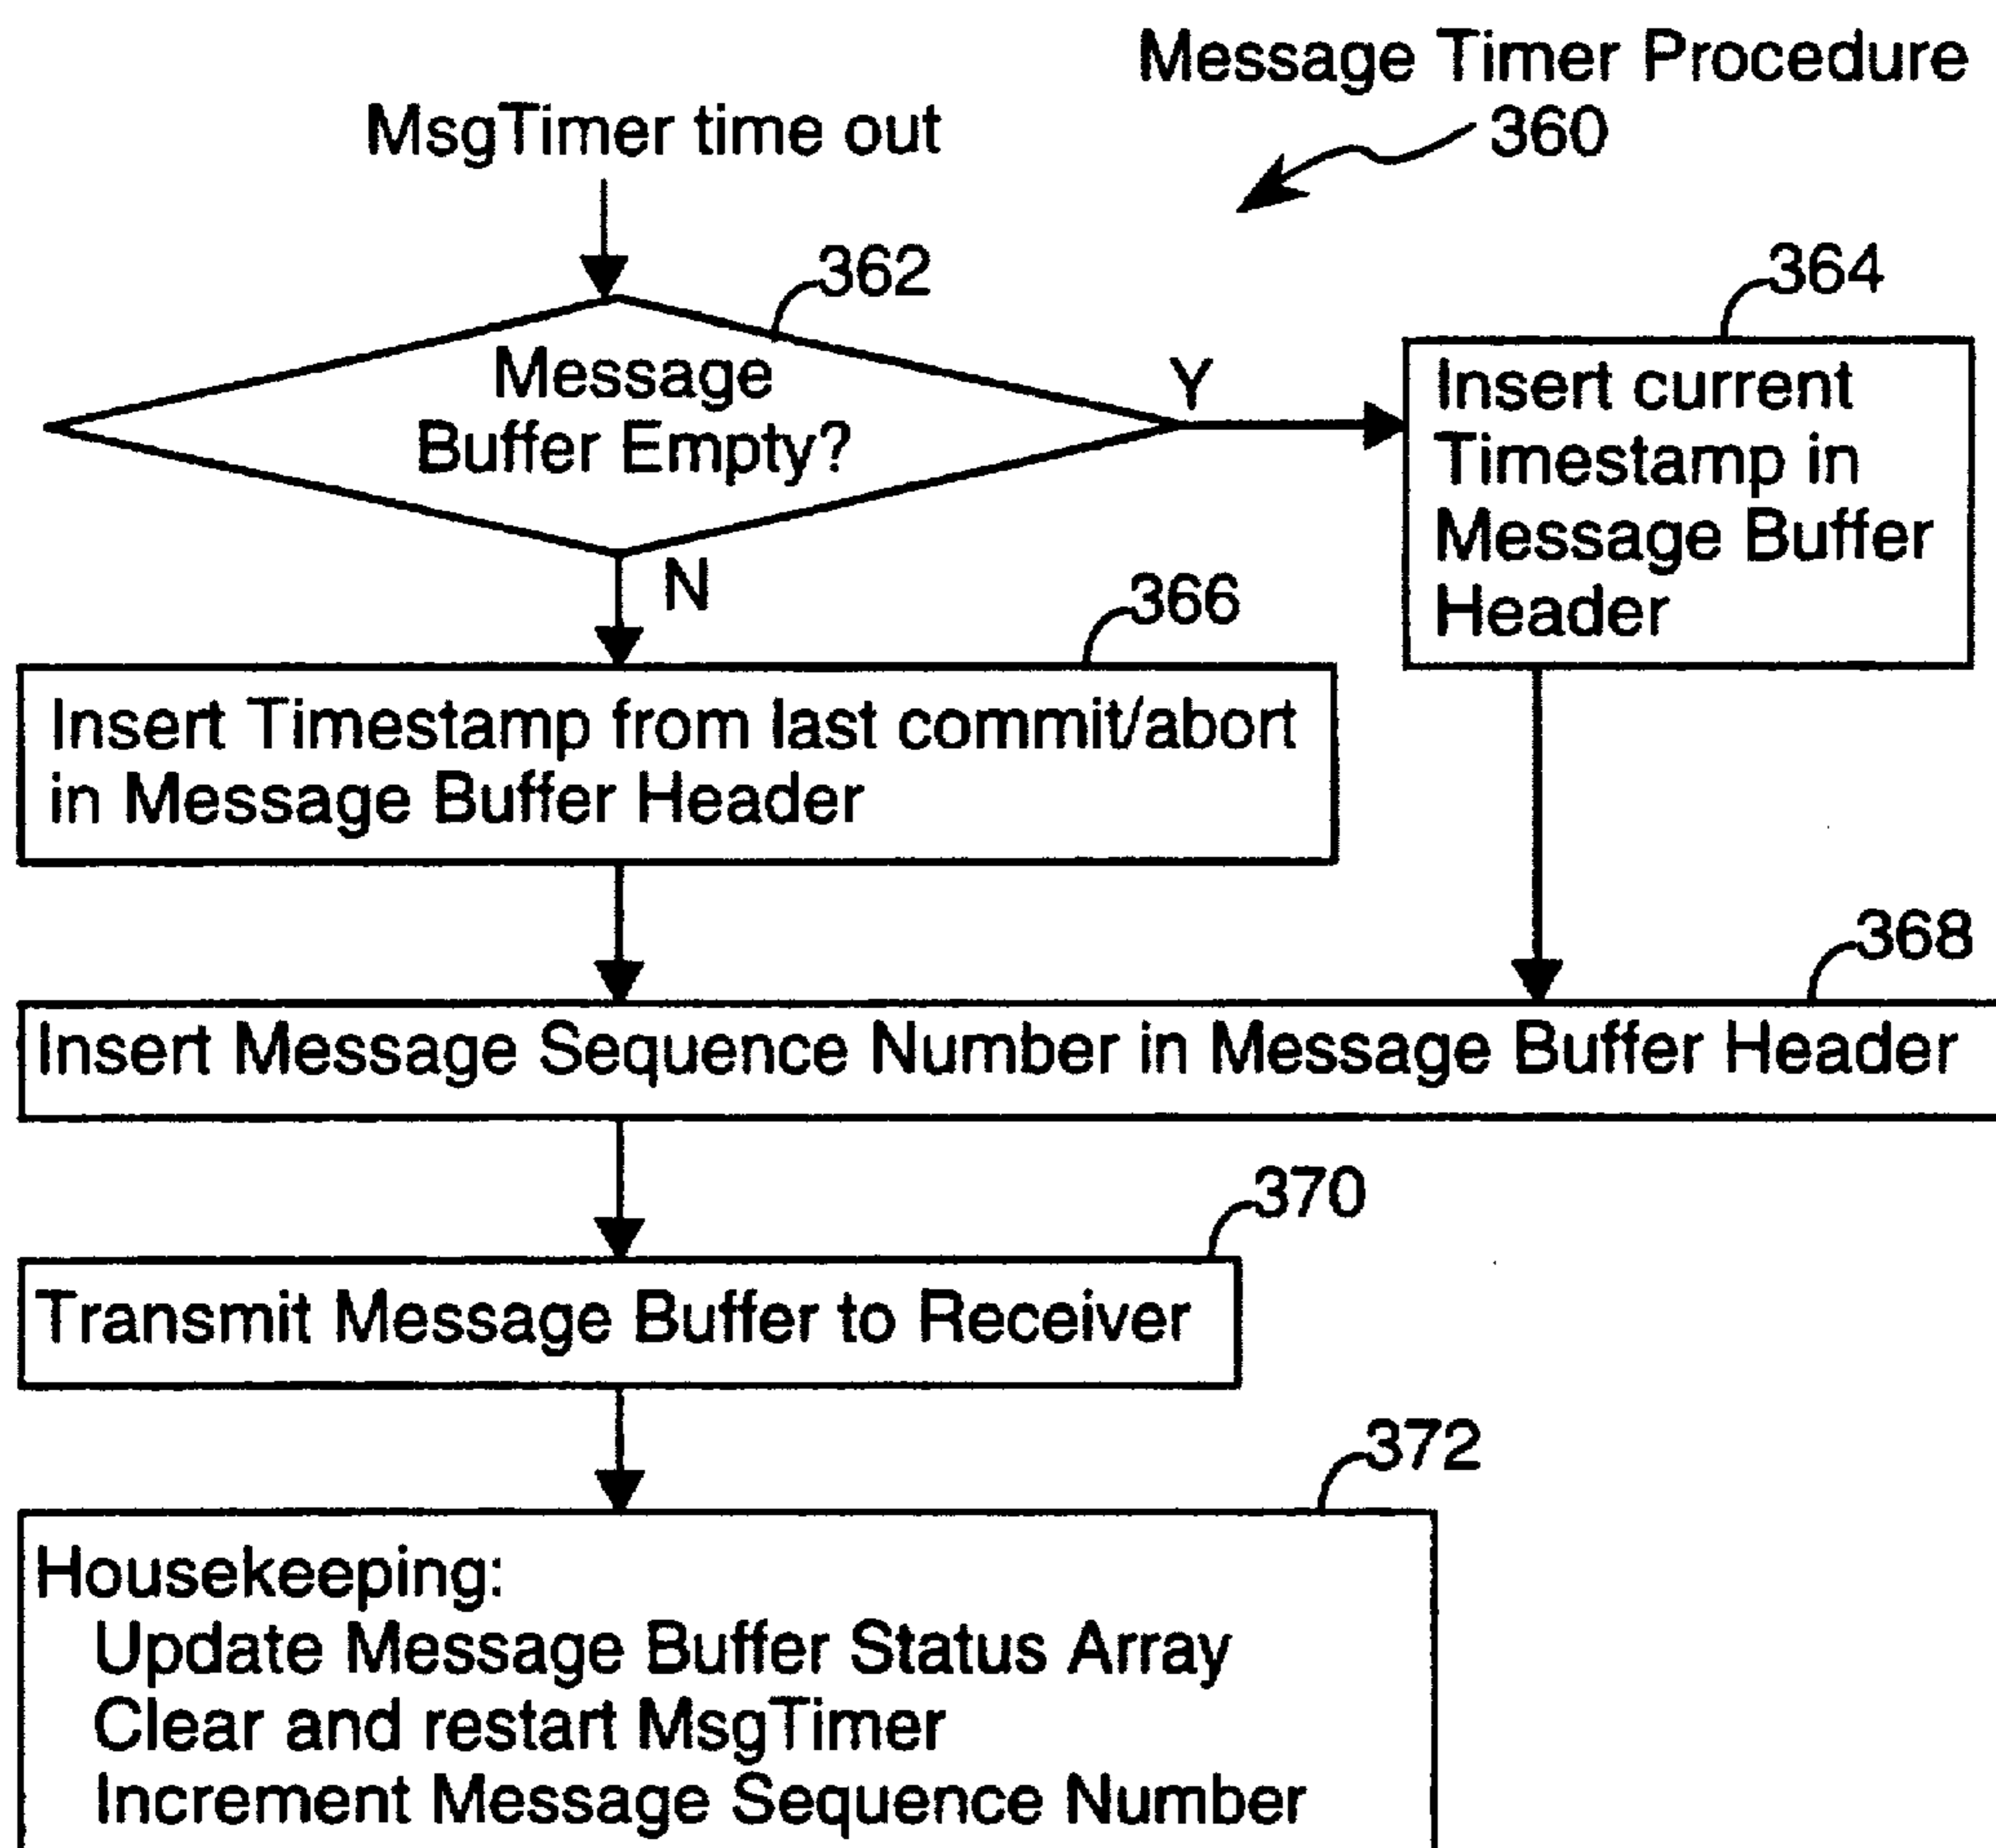 Message Timer Procedure
360
MsgTimer time out
362
Message
Buffer Empty?
Y
N
364
Insert current
Timestamp in
Message Buffer
Header
366
Insert Timestamp from last commit/abort
in Message Buffer Header
368
Insert Message Sequence Number in Message Buffer Header
370
Transmit Message Buffer to Receiver
372
Housekeeping:
Update Message Buffer Status Array
Clear and restart MsgTimer
Increment Message Sequence Number